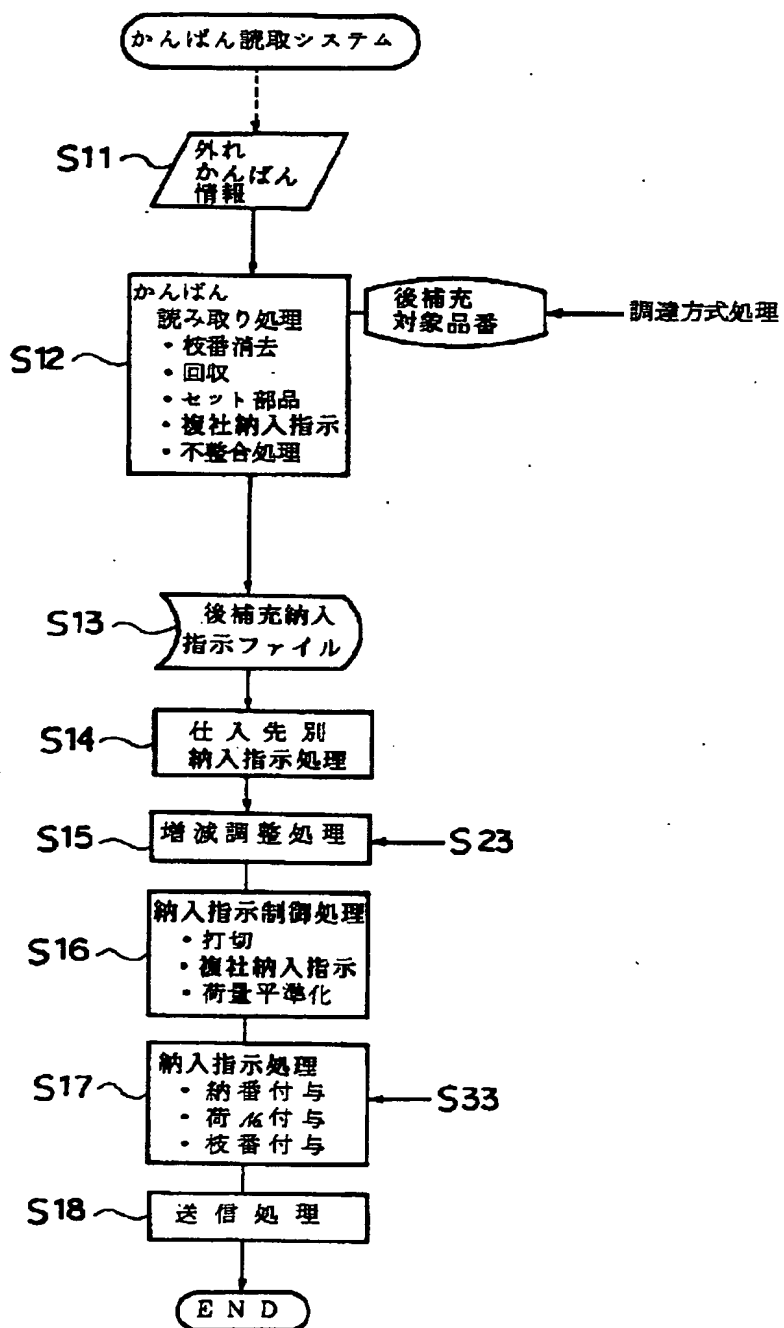 かんばん読取システム
S11
外れ
かんばん
情報
かんばん
読み取り処理
・枝番消去
・回収
・セット部品
・複社納入指示
・不整合処理
S12
後補充
対象品番
調達方式処理
S13
後補充納入
指示ファイル
S14
仕入先別
納入指示処理
S15
増減調整処理
S23
納入指示制御処理
・打切
・複社納入指示
・荷量平準化
S16
納入指示処理
・納番付与
・荷№付与
・枝番付与
S17
S33
S18
送信処理
END